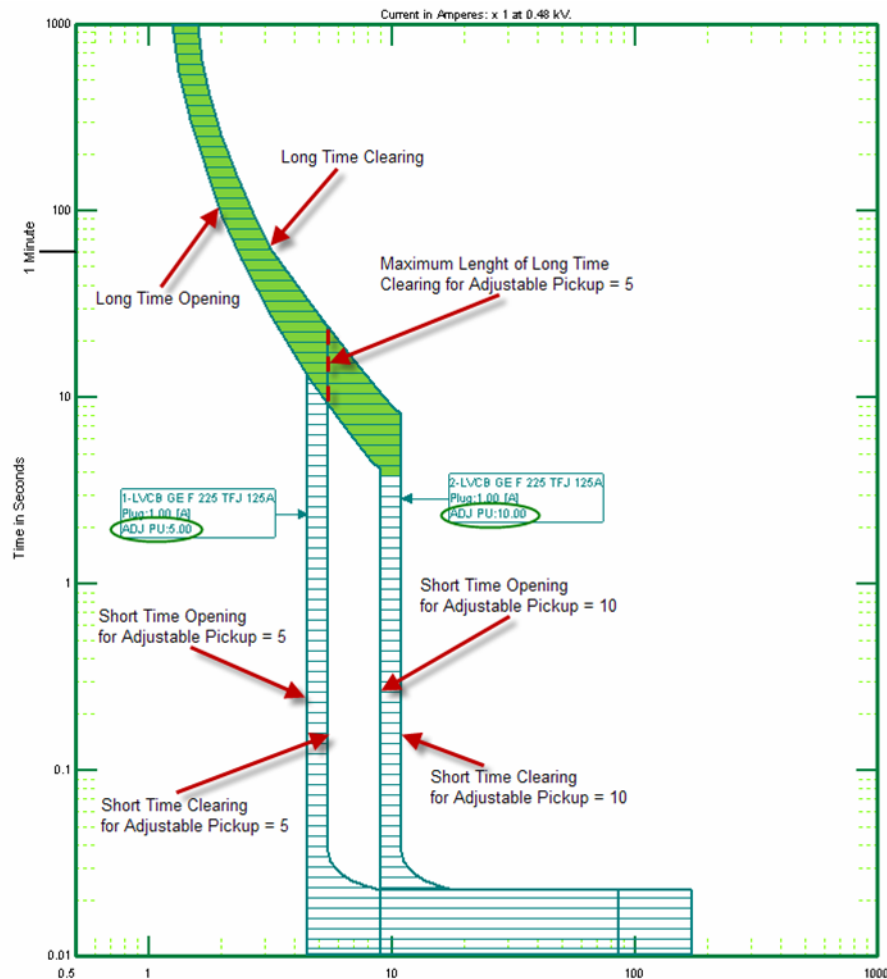 Current in Amperes: x 1 at 0.48 kV.
1000
Long Time Clearing
100
1 Minute
Maximum Lenght of Long Time
Clearing for Adjustable Pickup = 5
Long Time Opening
10
1-LVCB GE F 225 TFJ 125A
Plug:1.00 [A]
ADJ PU:5.00
2-LVCB GE F 225 TFJ 125A
Plug:1.00 [A]
ADJ PU:10.00
Time in Seconds
1
Short Time Opening
for Adjustable Pickup = 10
Short Time Opening
for Adjustable Pickup = 5
0.1
Short Time Clearing
for Adjustable Pickup = 10
Short Time Clearing
for Adjustable Pickup = 5
0.01
0.5 1 10 100 1000